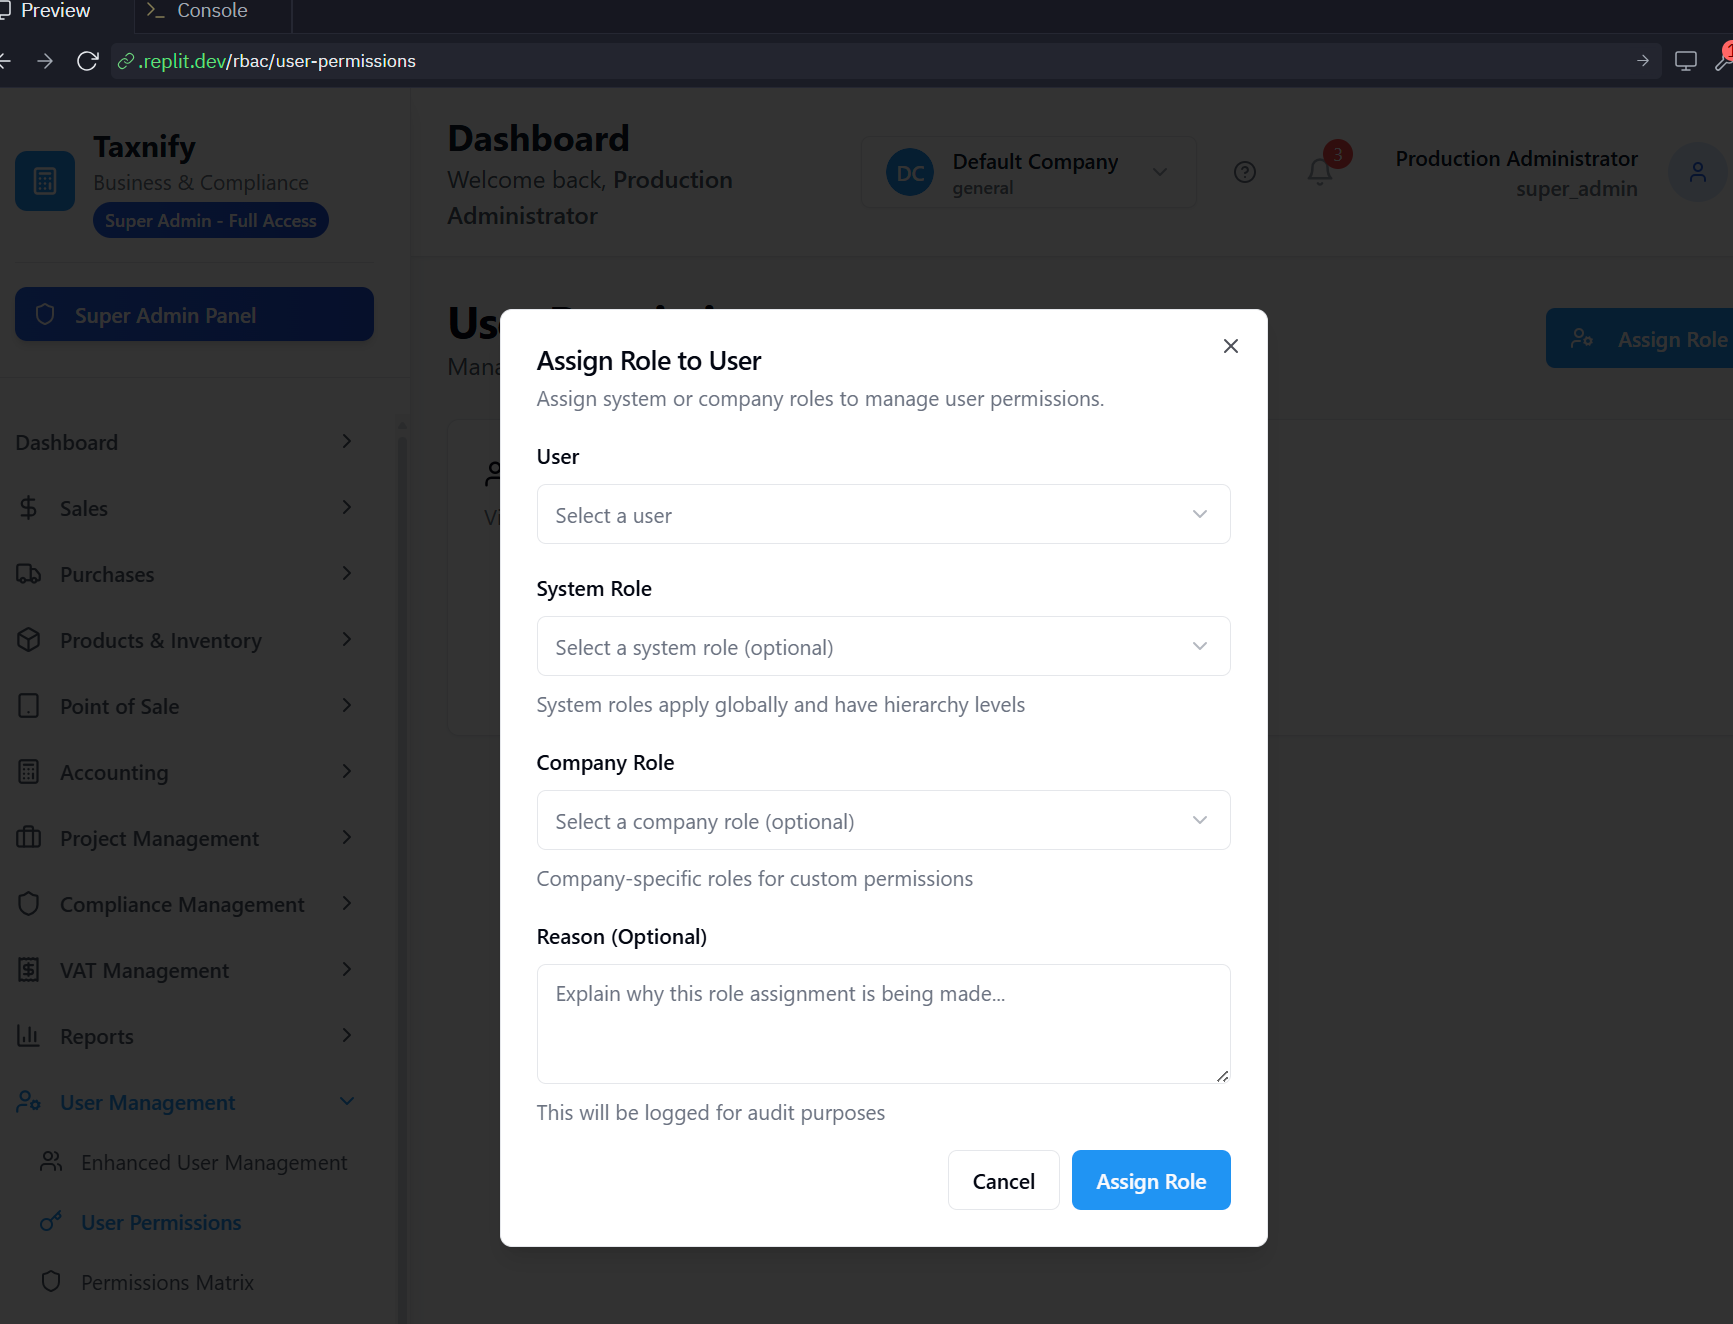 Preview
Console
.replit.dev/rbac/user-permissions
Taxnify
Business & Compliance
Super Admin - Full Access
Super Admin Panel
Dashboard
Welcome back, Production
Administrator
DC
Default Company
general
3
Production Administrator
super_admin
Assign Role
Dashboard
Sales
Purchases
Products & Inventory
Point of Sale
Accounting
Project Management
Compliance Management
VAT Management
Reports
User Management
Enhanced User Management
User Permissions
Permissions Matrix
Assign Role to User
Assign system or company roles to manage user permissions.
User
Select a user
System Role
Select a system role (optional)
System roles apply globally and have hierarchy levels
Company Role
Select a company role (optional)
Company-specific roles for custom permissions
Reason (Optional)
Explain why this role assignment is being made...
This will be logged for audit purposes
Cancel
Assign Role